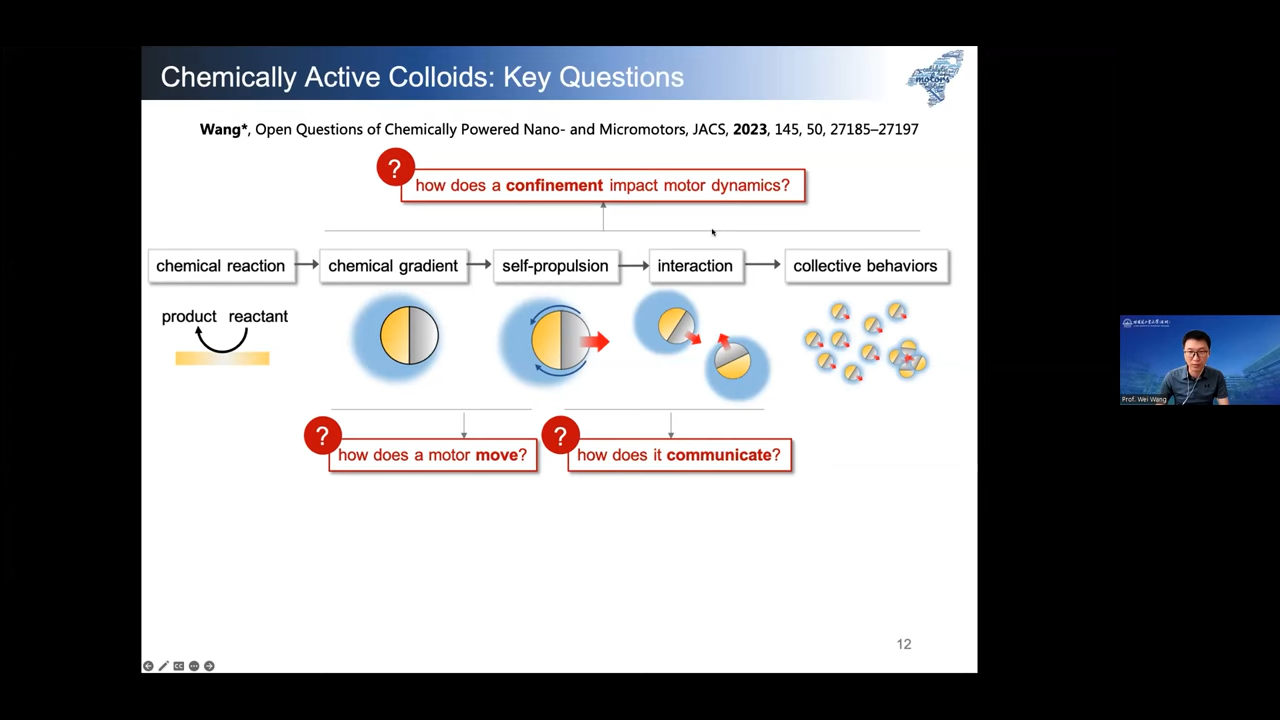 Chemically Active Colloids: Key Questions
motors
Wang*, Open Questions of Chemically Powered Nano- and Micromotors, JACS, 2023, 145, 50, 27185–27197
?
how does a confinement impact motor dynamics?
chemical reaction
chemical gradient
self-propulsion
interaction
collective behaviors
product reactant
?
how does a motor move?
?
how does it communicate?
12
Prof. Wei Wang